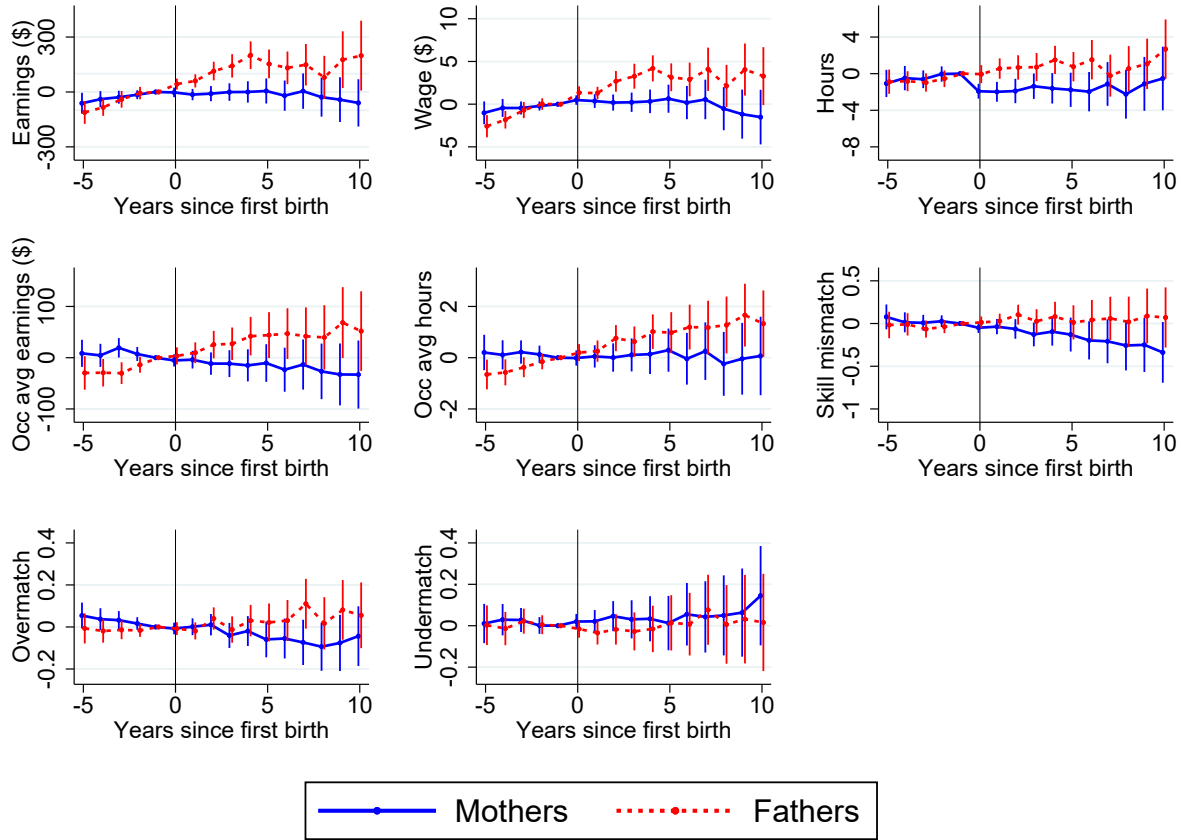 Earnings ($)
300
0
-300
-5 0 5 10
Years since first birth
Wage ($)
10
5
0
-5
-5 0 5 10
Years since first birth
Hours
4
0
-4
-8
-5 0 5 10
Years since first birth
Occ avg earnings ($)
100
0
-100
-5 0 5 10
Years since first birth
Occ avg hours
2
0
-2
-5 0 5 10
Years since first birth
Skill mismatch
0.5
0
-0.5
-1
-5 0 5 10
Years since first birth
Overmatch
0.4
0.2
0
-0.2
-5 0 5 10
Years since first birth
Undermatch
0.4
0.2
0
-0.2
-5 0 5 10
Years since first birth
Mothers Fathers